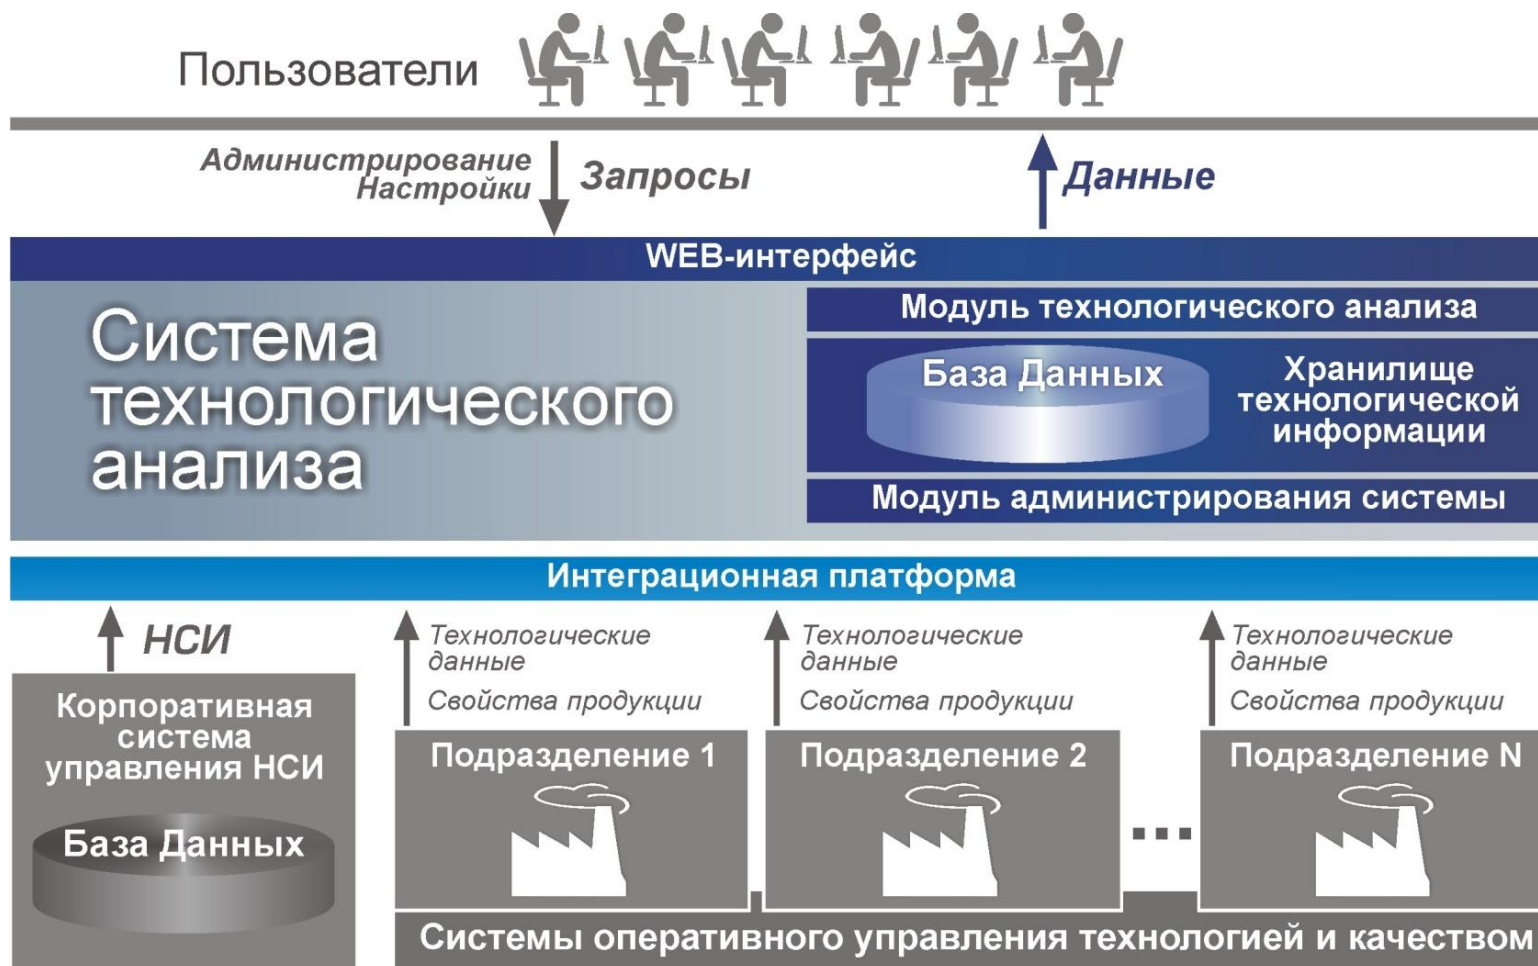 Пользователи
Администрирование
Настройки
Запросы
Данные
WEB-интерфейс
Система
технологического
анализа
Модуль технологического анализа
База Данных
Хранилище
технологической
информации
Модуль администрирования системы
Интеграционная платформа
НСИ
Технологические
данные
Свойства продукции
Технологические
данные
Свойства продукции
Технологические
данные
Свойства продукции
Корпоративная
система
управления НСИ
База Данных
Подразделение 1
Подразделение 2
...
Подразделение N
Системы оперативного управления технологией и качеством